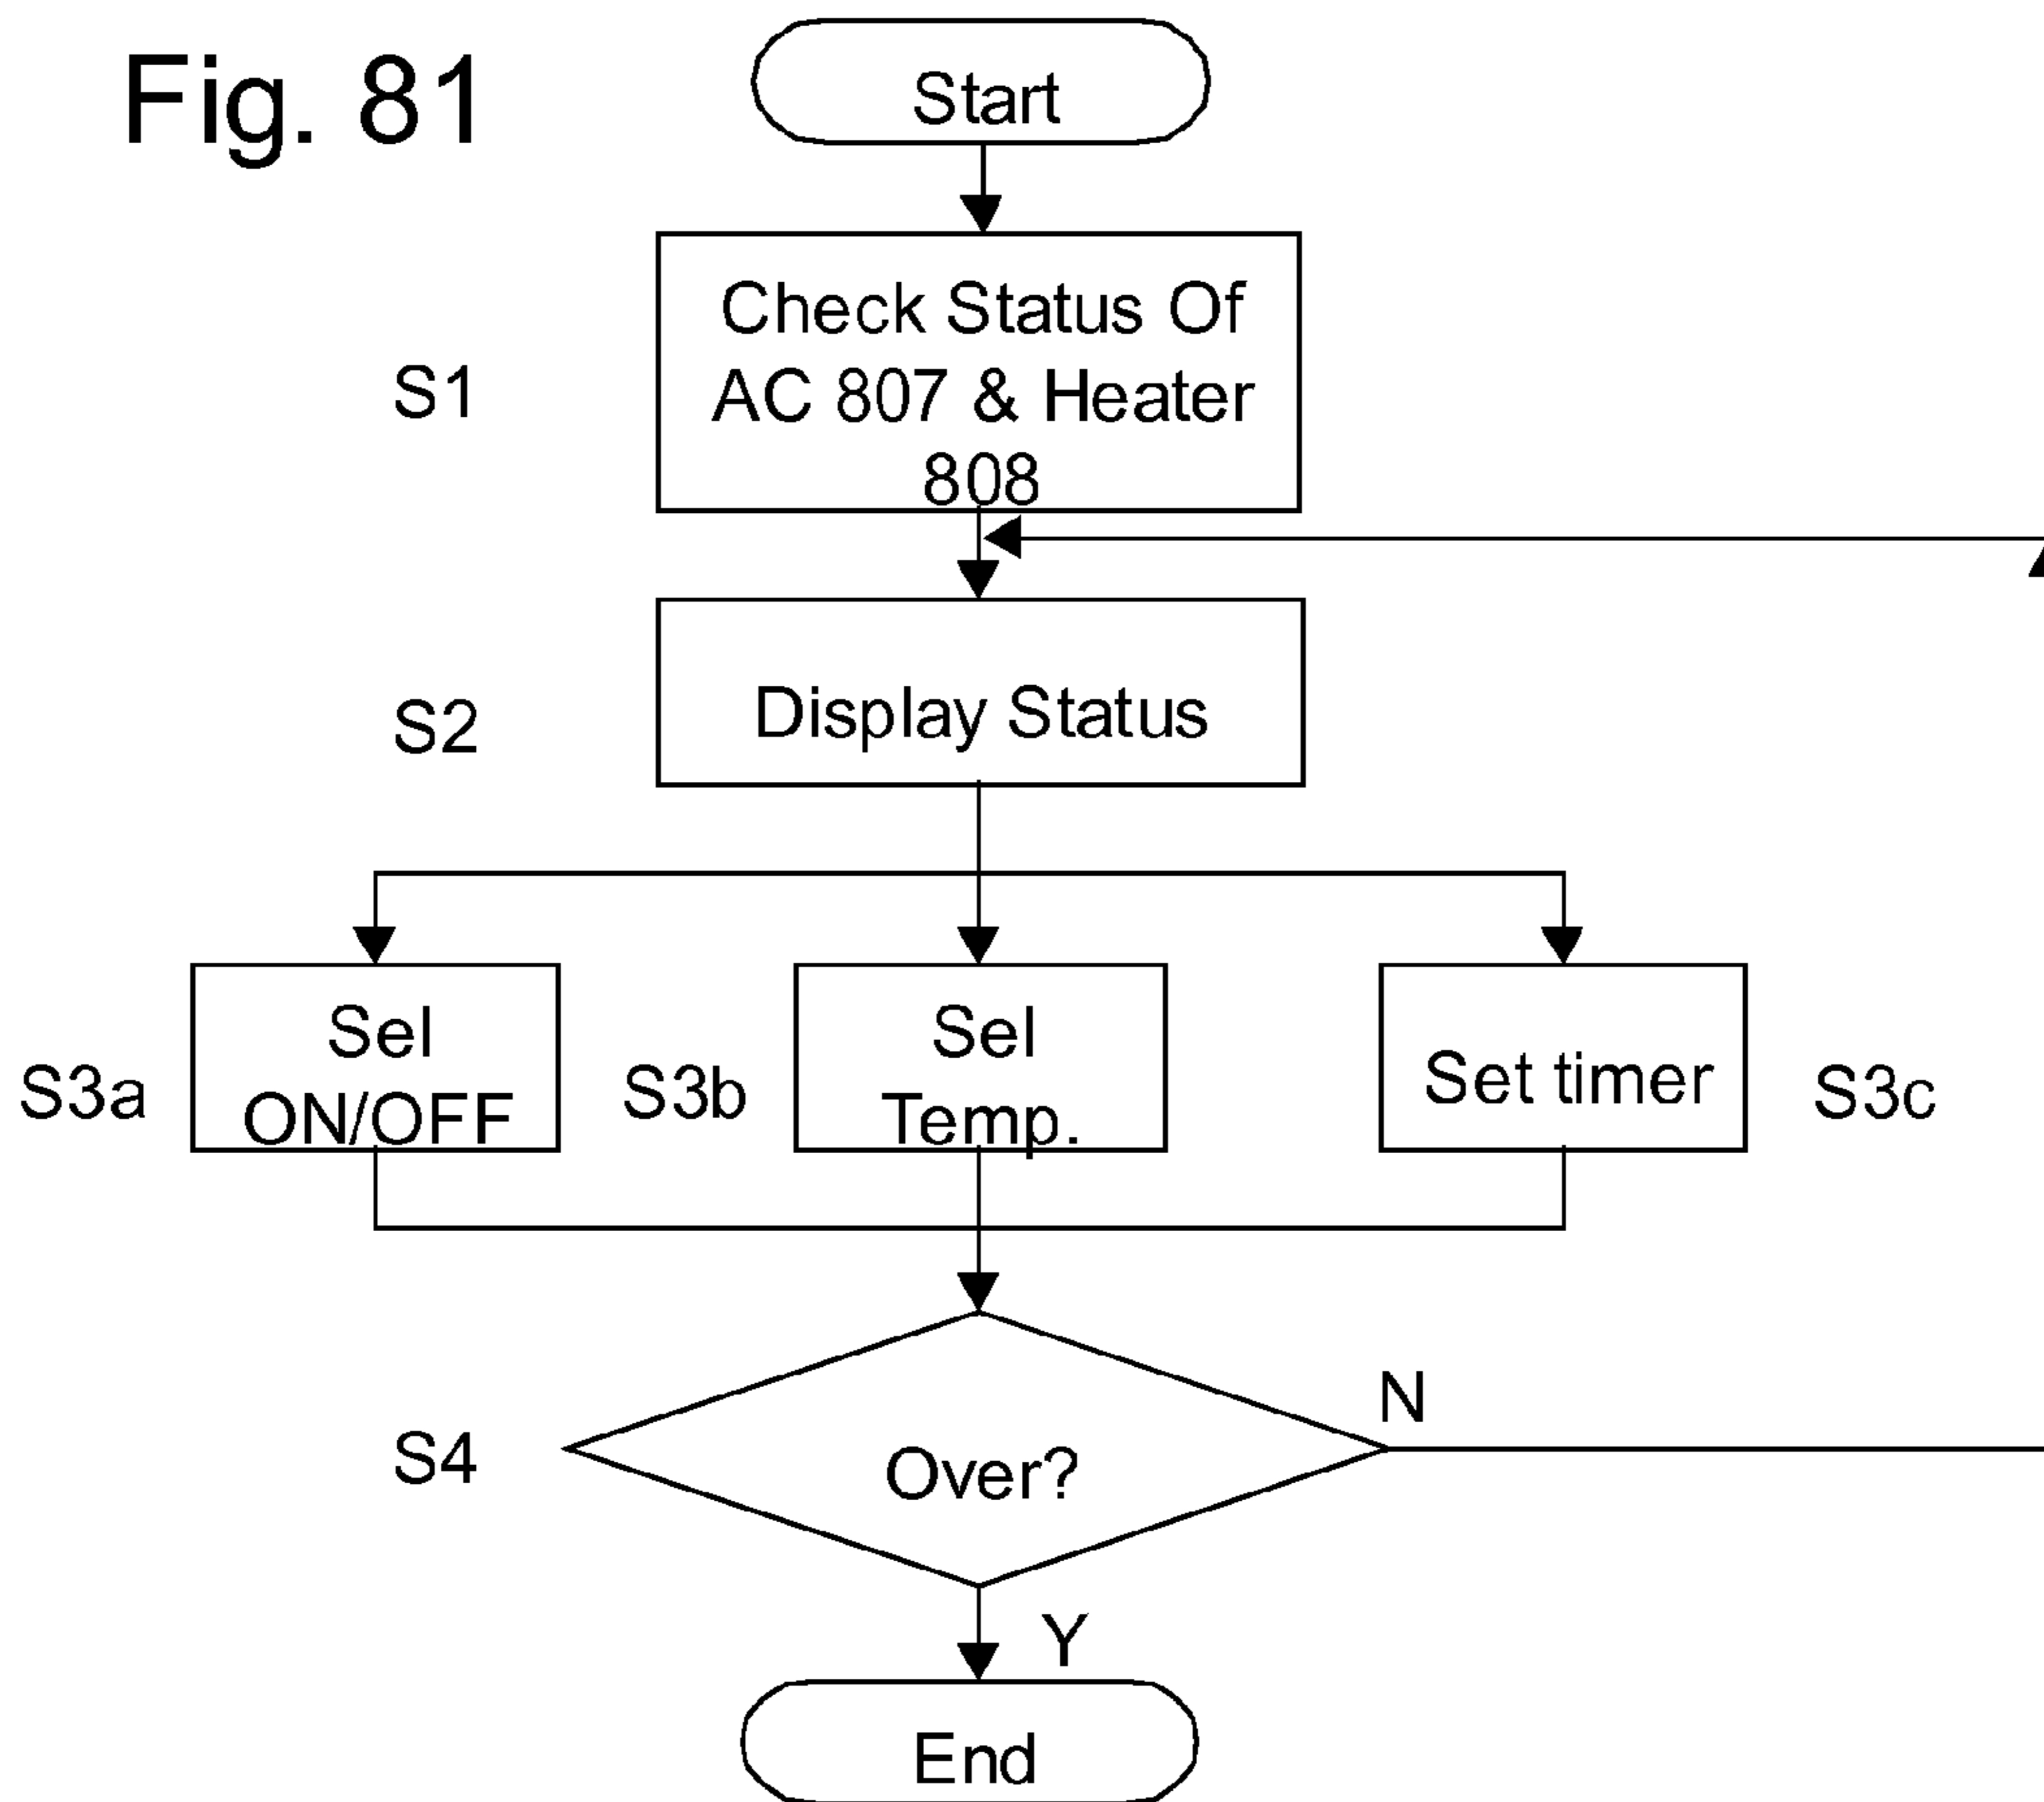 Fig. 81
Start
S1
Check Status Of
AC 807 & Heater
808
S2
Display Status
S3a
Sel
ON/OFF
S3b
Sel
Temp.
Set timer
S3c
S4
Over?
N
Y
End